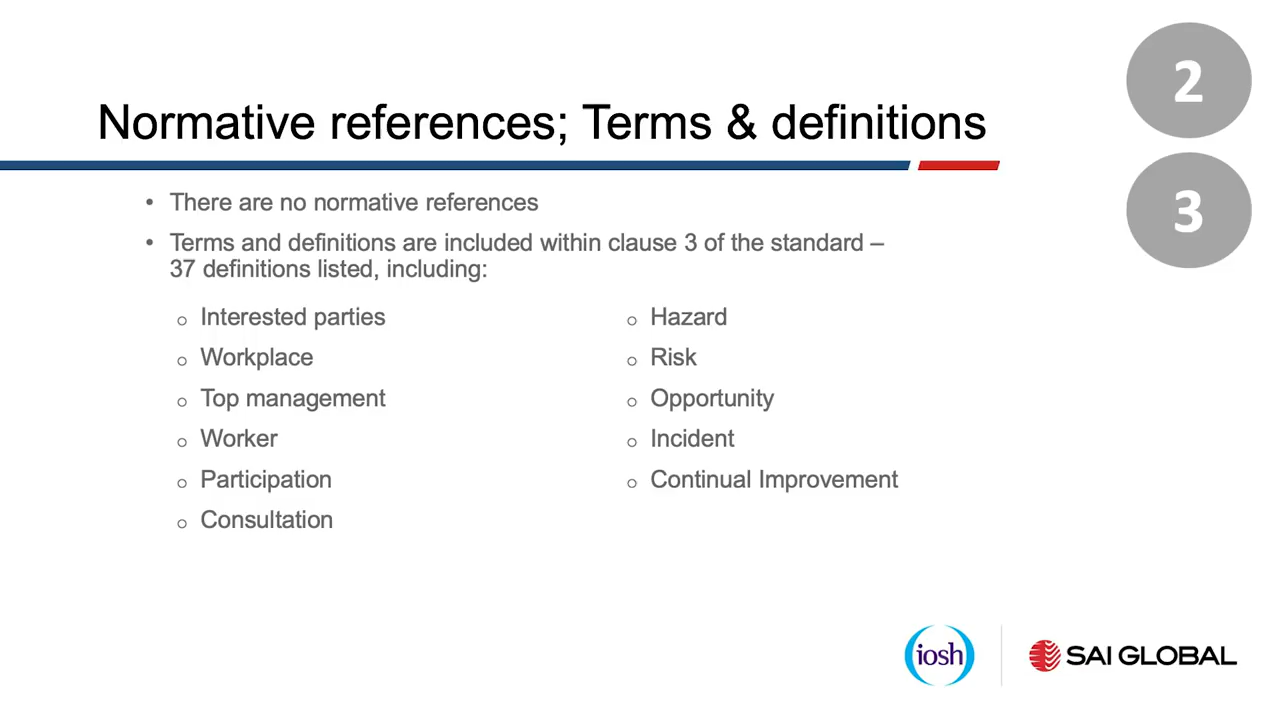 2
Normative references; Terms & definitions
3
• There are no normative references
• Terms and definitions are included within clause 3 of the standard –
37 definitions listed, including:
o Interested parties
o Workplace
o Top management
o Worker
o Participation
o Consultation
o Hazard
o Risk
o Opportunity
o Incident
o Continual Improvement
iosh
SAI GLOBAL